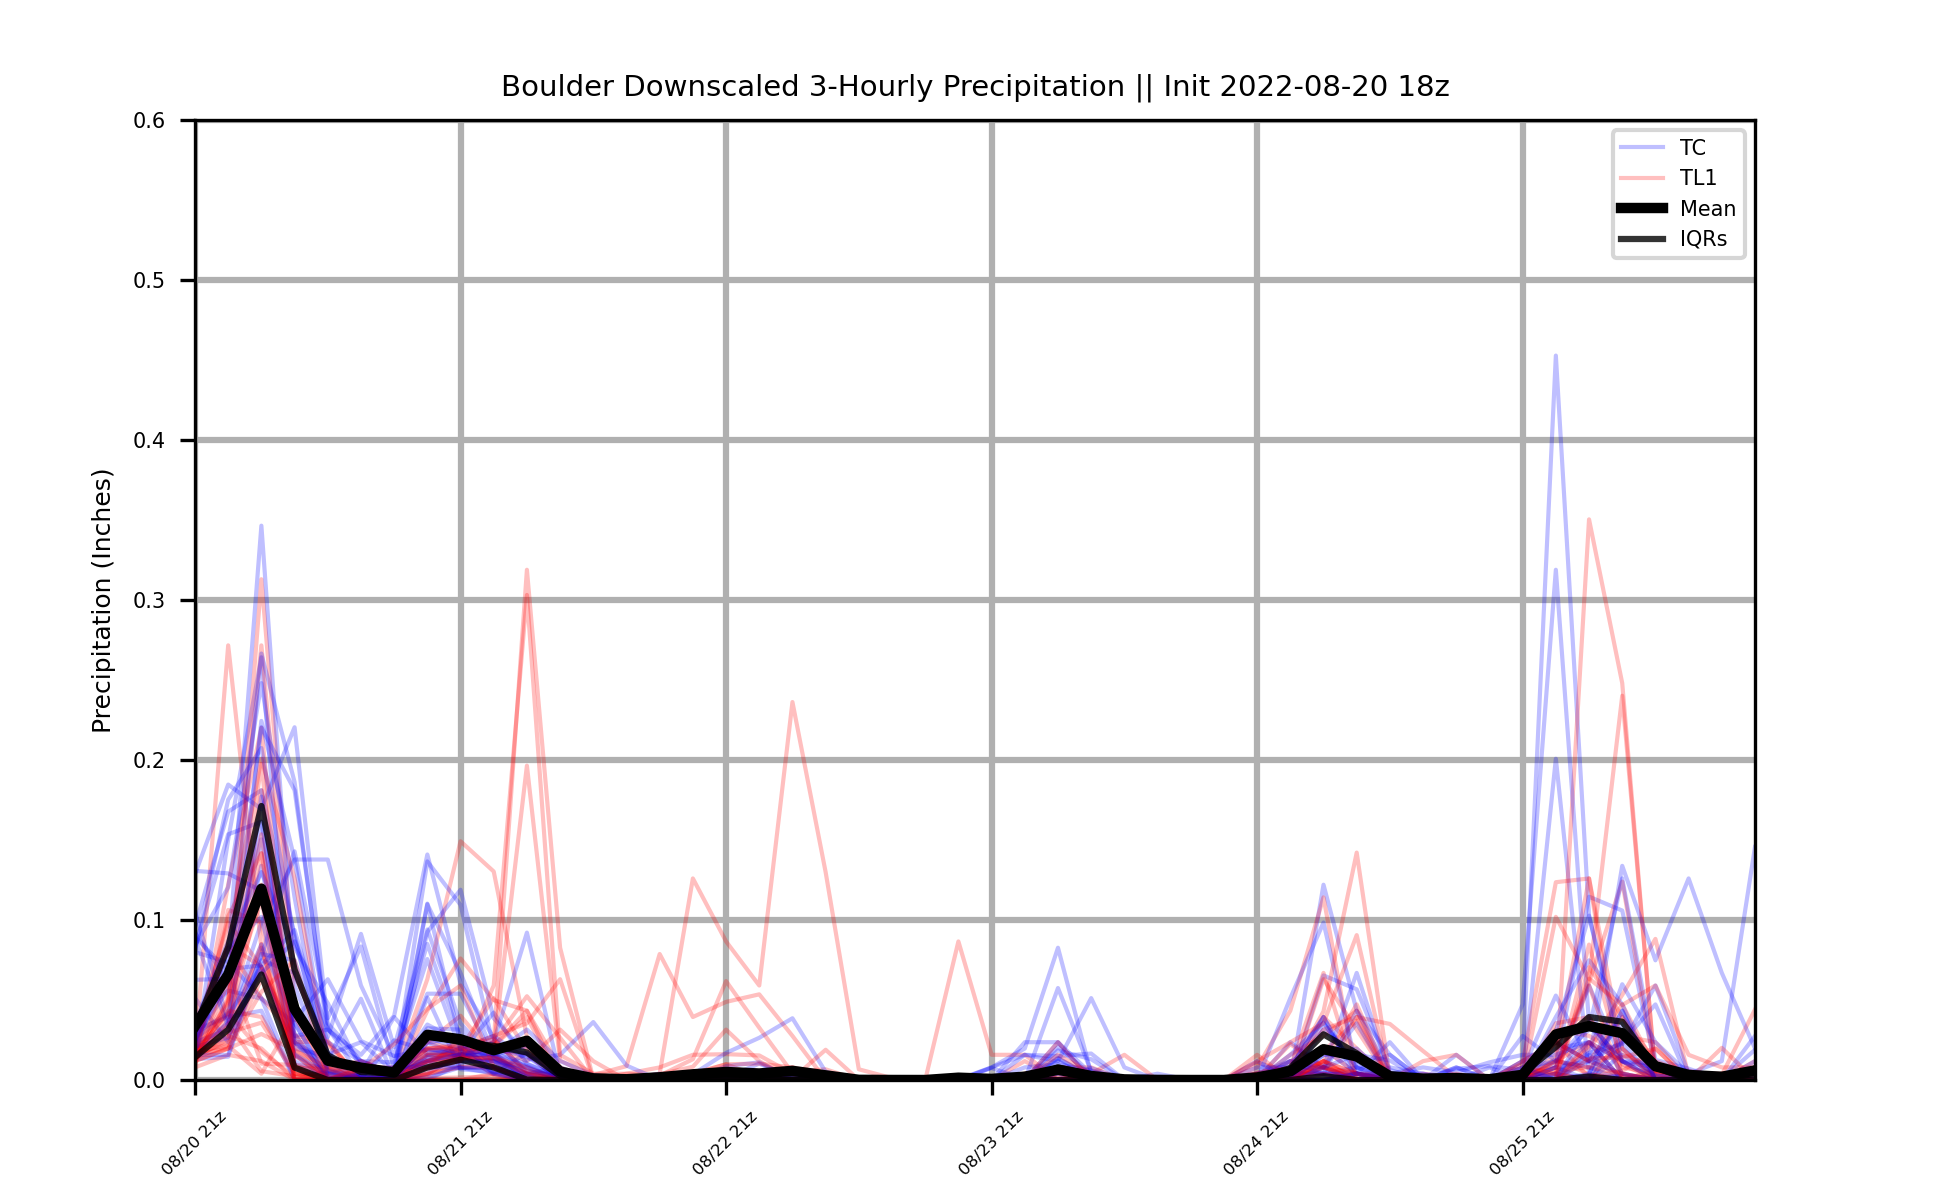 Boulder Downscaled 3-Hourly Precipitation || Init 2022-08-20 18z
Precipitation (Inches)
0.6
0.5
0.4
0.3
0.2
0.1
0.0
TC
TL1
Mean
IQRs
08/20 21z
08/21 21z
08/22 21z
08/23 21z
08/24 21z
08/25 21z